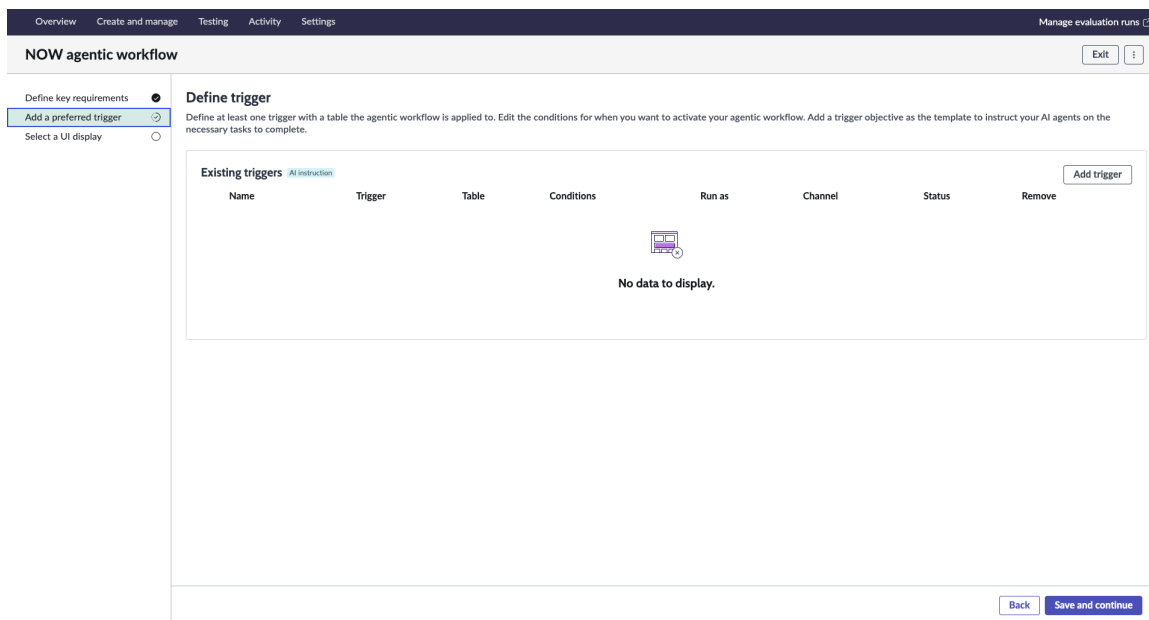 Overview Create and manage Testing Activity Settings Manage evaluation runs
NOW agentic workflow Exit
Define key requirements
Add a preferred trigger
Select a UI display
Define trigger
Define at least one trigger with a table the agentic workflow is applied to. Edit the conditions for when you want to activate your agentic workflow. Add a trigger objective as the template to instruct your AI agents on the
necessary tasks to complete.
Existing triggers AI instruction Add trigger
Name Trigger Table Conditions Run as Channel Status Remove
No data to display.
Back Save and continue